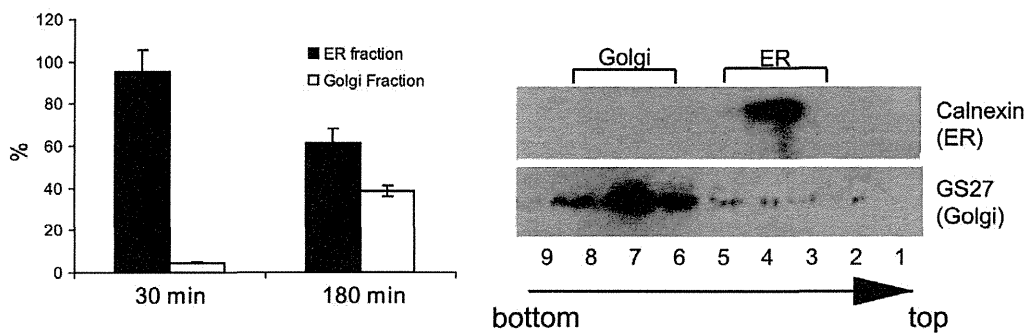 120
100
80
60
40
20
0
%
ER fraction
Golgi Fraction
30 min
180 min
Golgi
ER
Calnexin
(ER)
GS27
(Golgi)
9 8 7 6 5 4 3 2 1
bottom
top